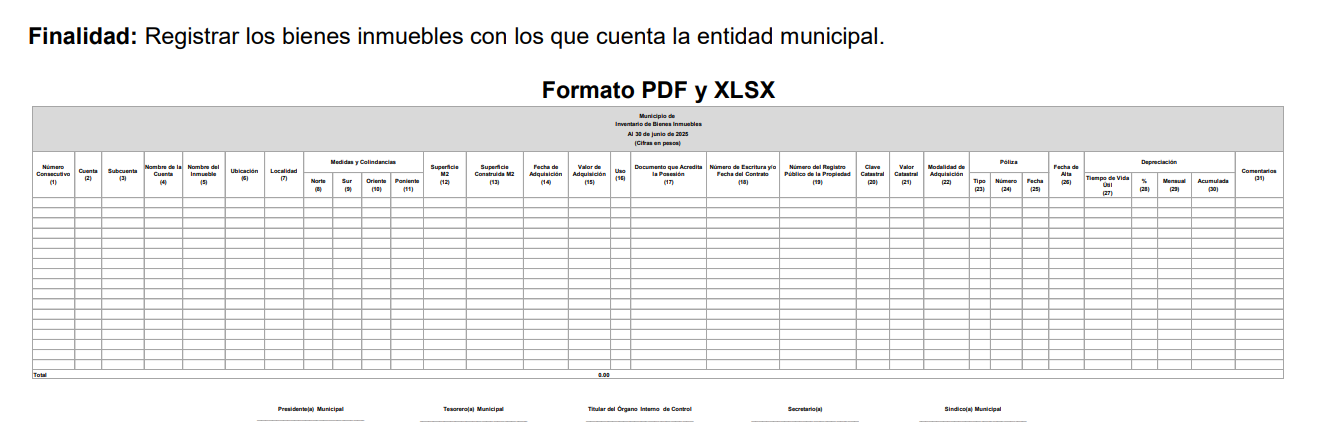 Finalidad: Registrar los bienes inmuebles con los que cuenta la entidad municipal.
Formato PDF y XLSX
Municipio de
Inventario de Bienes Inmuebles
Al 30 de junio de 2025
(Cifras en pesos)
Número Consecutivo (1)
Cuenta (2)
Subcuenta (3)
Nombre de la Cuenta (4)
Nombre del Inmueble (5)
Ubicación (6)
Localidad (7)
Medidas y Colindancias
Norte (8)
Sur (9)
Oriente (10)
Poniente (11)
Superficie M2 (12)
Superficie Construida M2 (13)
Fecha de Adquisición (14)
Valor de Adquisición (15)
Uso (16)
Documento que Acredita la Posesión (17)
Número de Escritura y/o Fecha del Contrato (18)
Número del Registro Público de la Propiedad (19)
Clave Catastral (20)
Valor Catastral (21)
Modalidad de Adquisición (22)
Póliza
Tipo (23)
Número (24)
Fecha (25)
Fecha de Alta (26)
Depreciación
Tiempo de Vida Útil (27)
% (28)
Mensual (29)
Acumulada (30)
Comentarios (31)
Total 0.00
Presidente(a) Municipal
Tesorero(a) Municipal
Titular del Órgano Interno de Control
Secretario(a)
Síndico(a) Municipal